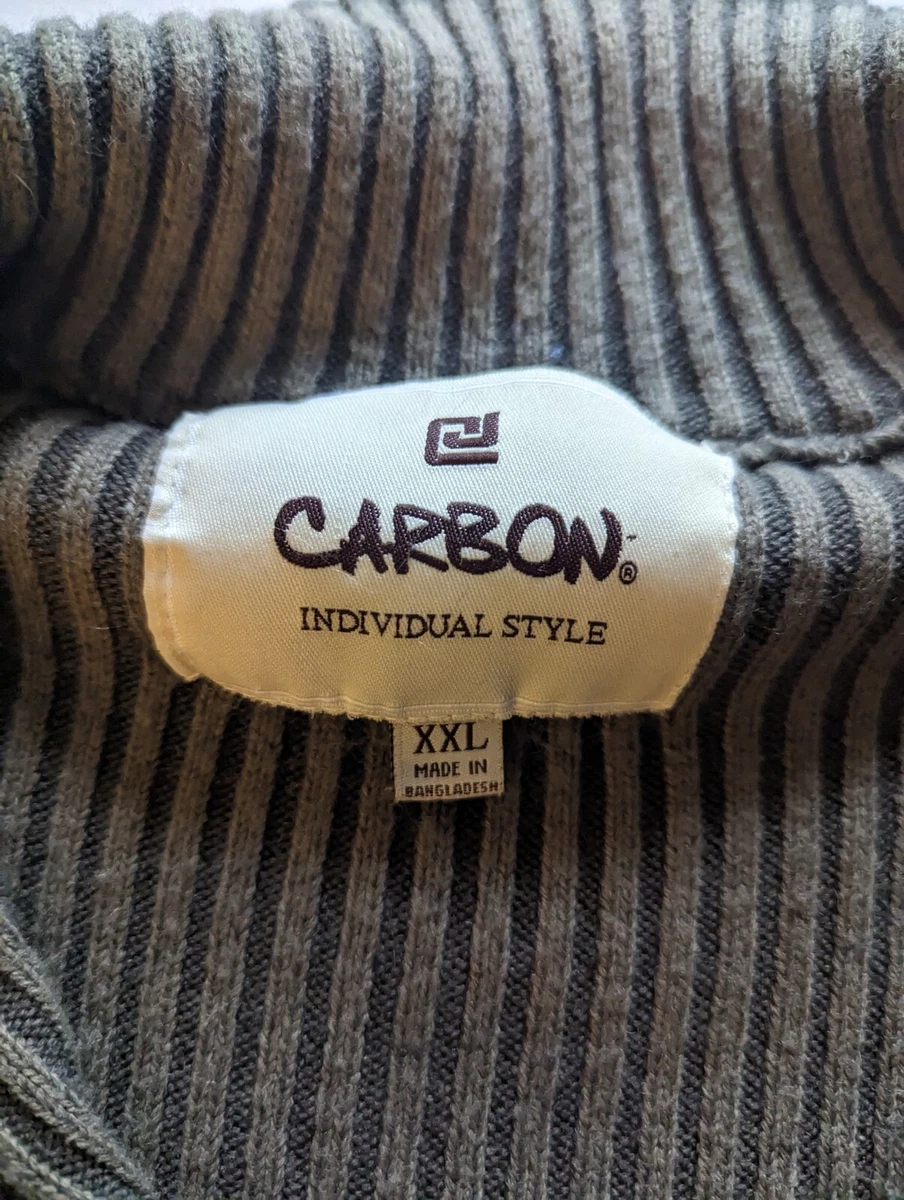 CARBON®
INDIVIDUAL STYLE
XXL
MADE IN
BANGLADESH